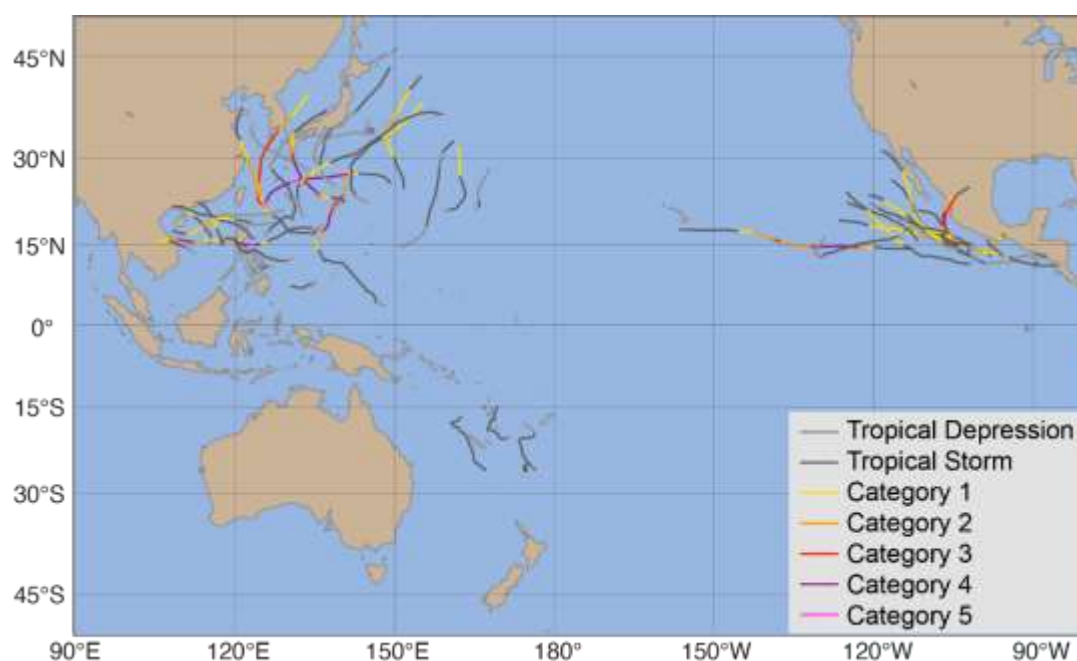 45°N
30°N
15°N
0°
15°S
30°S
45°S
Tropical Depression
Tropical Storm
Category 1
Category 2
Category 3
Category 4
Category 5
90°E 120°E 150°E 180° 150°W 120°W 90°W